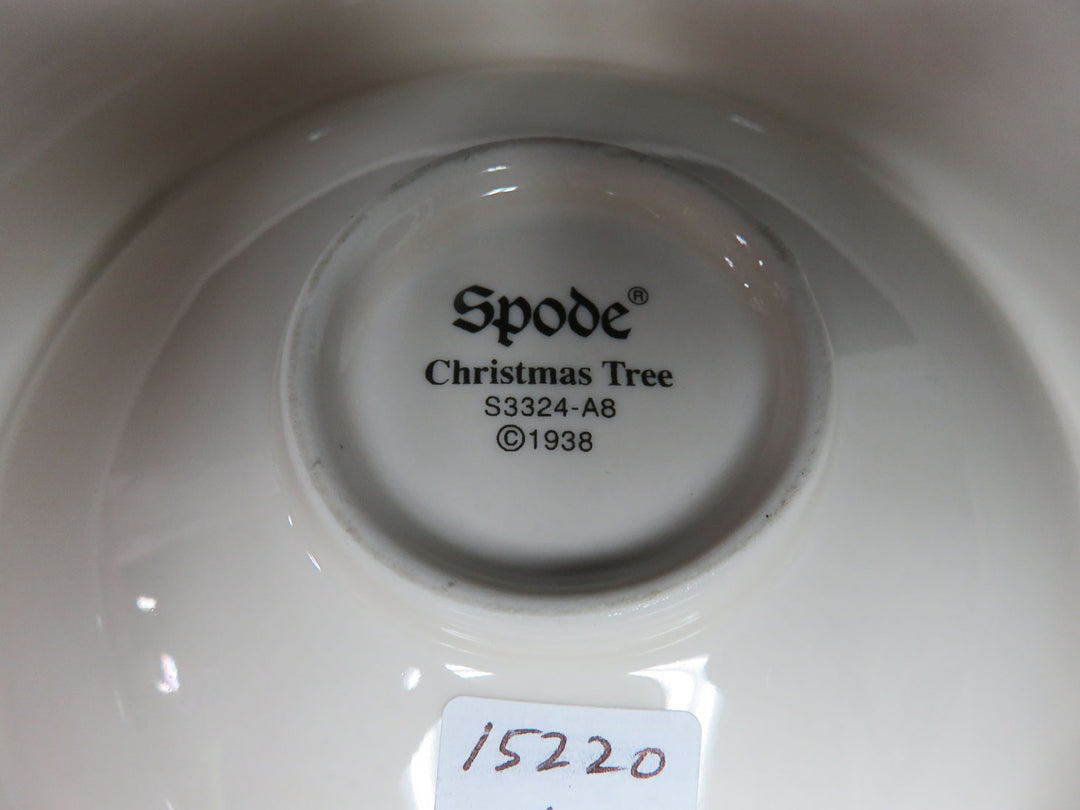 Spode®
Christmas Tree
S3324-A8
©1938
15220